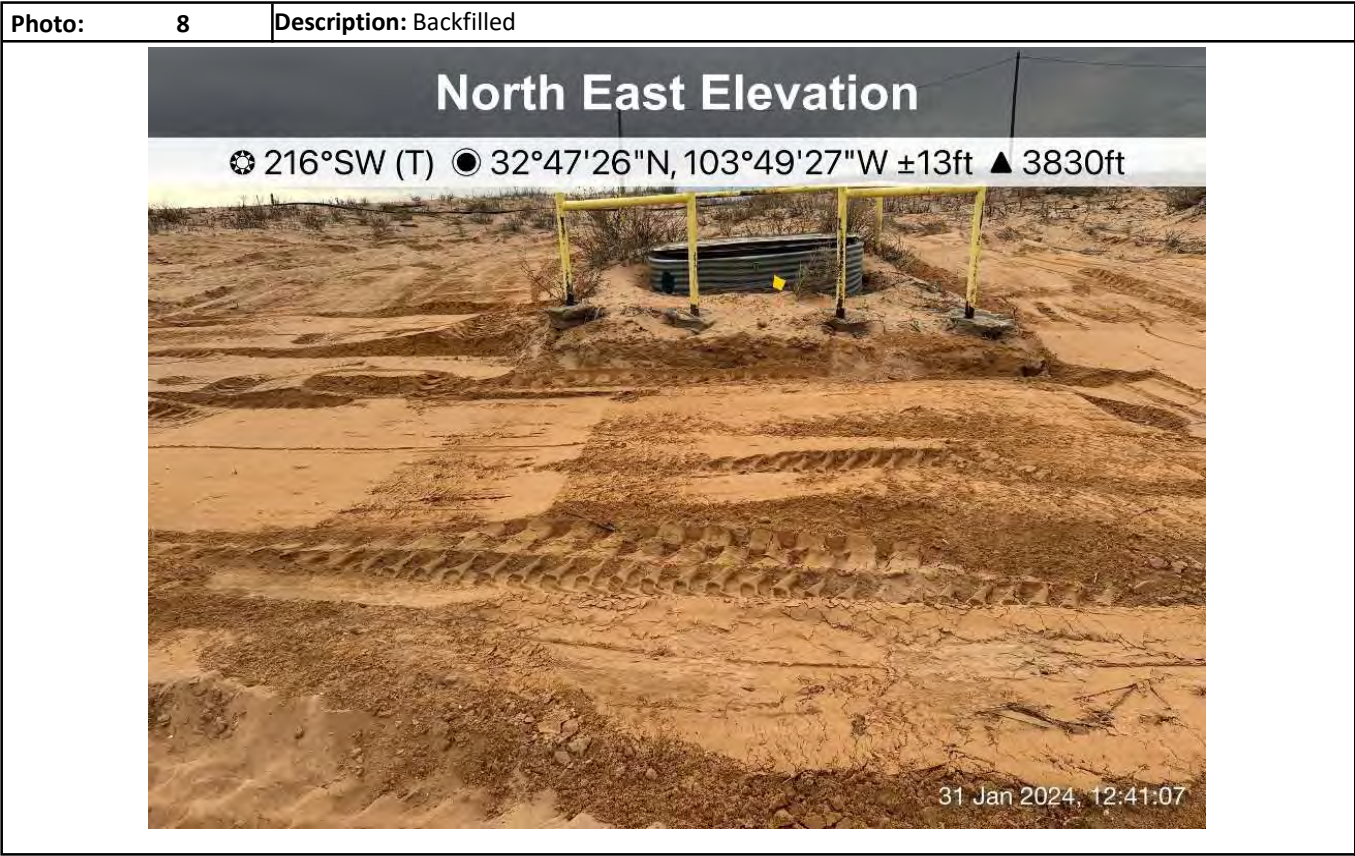 Photo: 8 Description: Backfilled
North East Elevation
216°SW (T) 32°47'26"N, 103°49'27"W ±13ft ▲ 3830ft
31 Jan 2024, 12:41:07